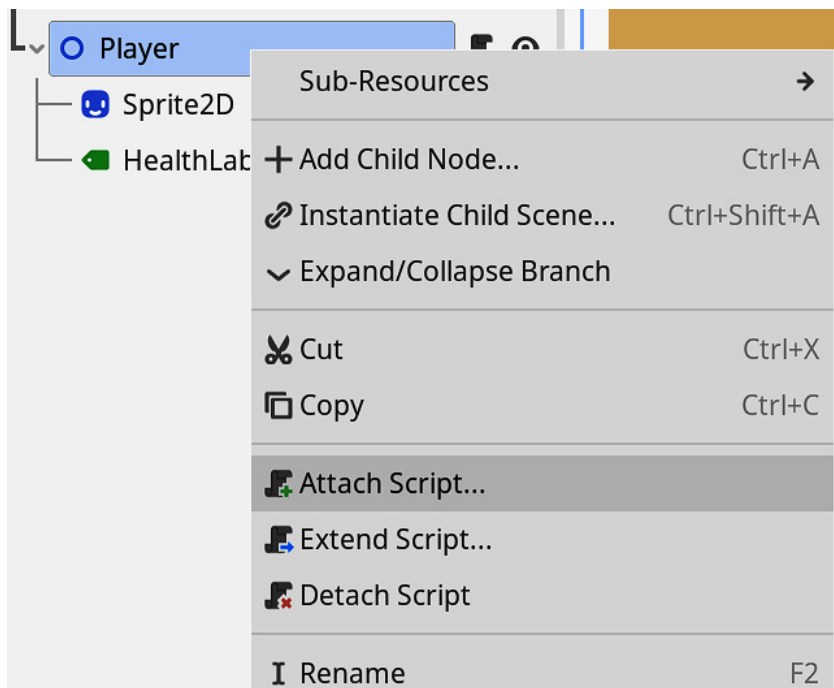 Player
Sub-Resources
Sprite2D
Add Child Node... Ctrl+A
HealthLab
Instantiate Child Scene... Ctrl+Shift+A
Expand/Collapse Branch
Cut Ctrl+X
Copy Ctrl+C
Attach Script...
Extend Script...
Detach Script
Rename F2